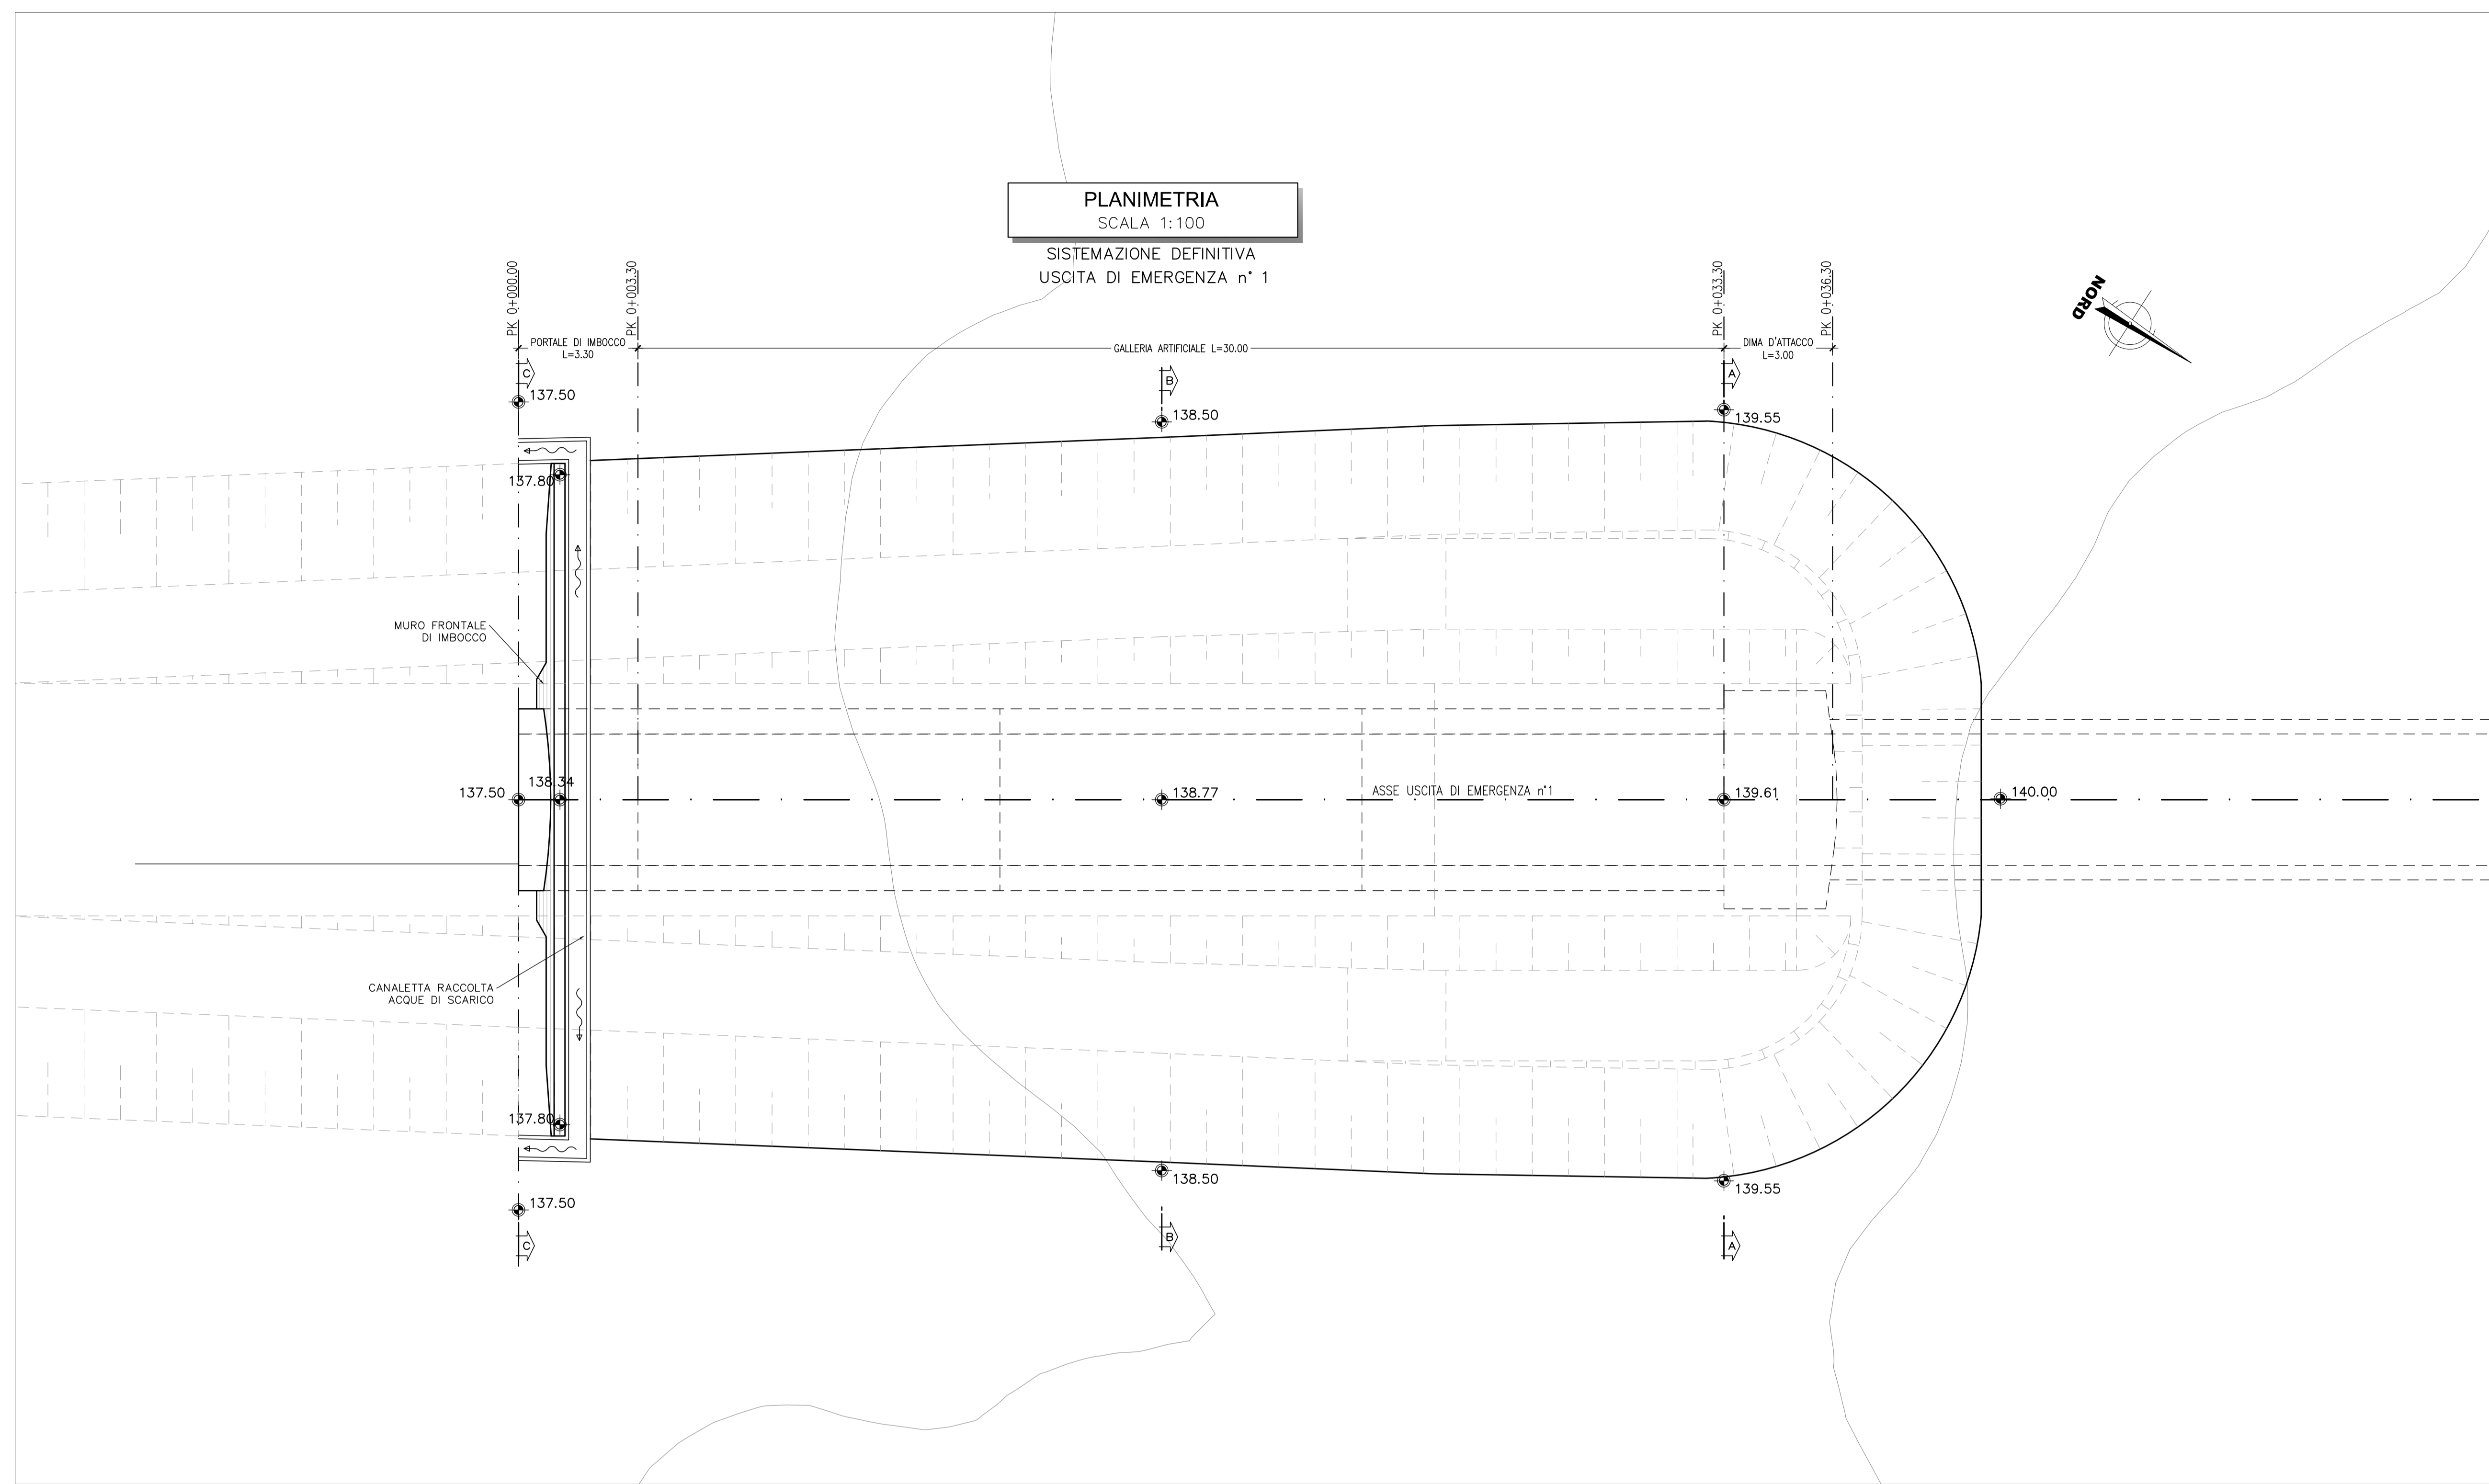 PLANIMETRIA
SCALA 1:100
SISTEMAZIONE DEFINITIVA
USCITA DI EMERGENZA n° 1
PK 0+000.00
PK 0+003.30
PK 0+033.30
PK 0+036.30
NORD
PORTALE DI IMBOCCO
L=3.30
GALLERIA ARTIFICIALE L=30.00
DIMA D'ATTACCO
L=3.00
C
B
A
137.50
138.50
139.55
137.80
MURO FRONTALE
DI IMBOCCO
137.50
138.34
138.77
ASSE USCITA DI EMERGENZA n°1
139.61
140.00
CANALETTA RACCOLTA
ACQUE DI SCARICO
137.80
138.50
139.55
137.50
C
B
A